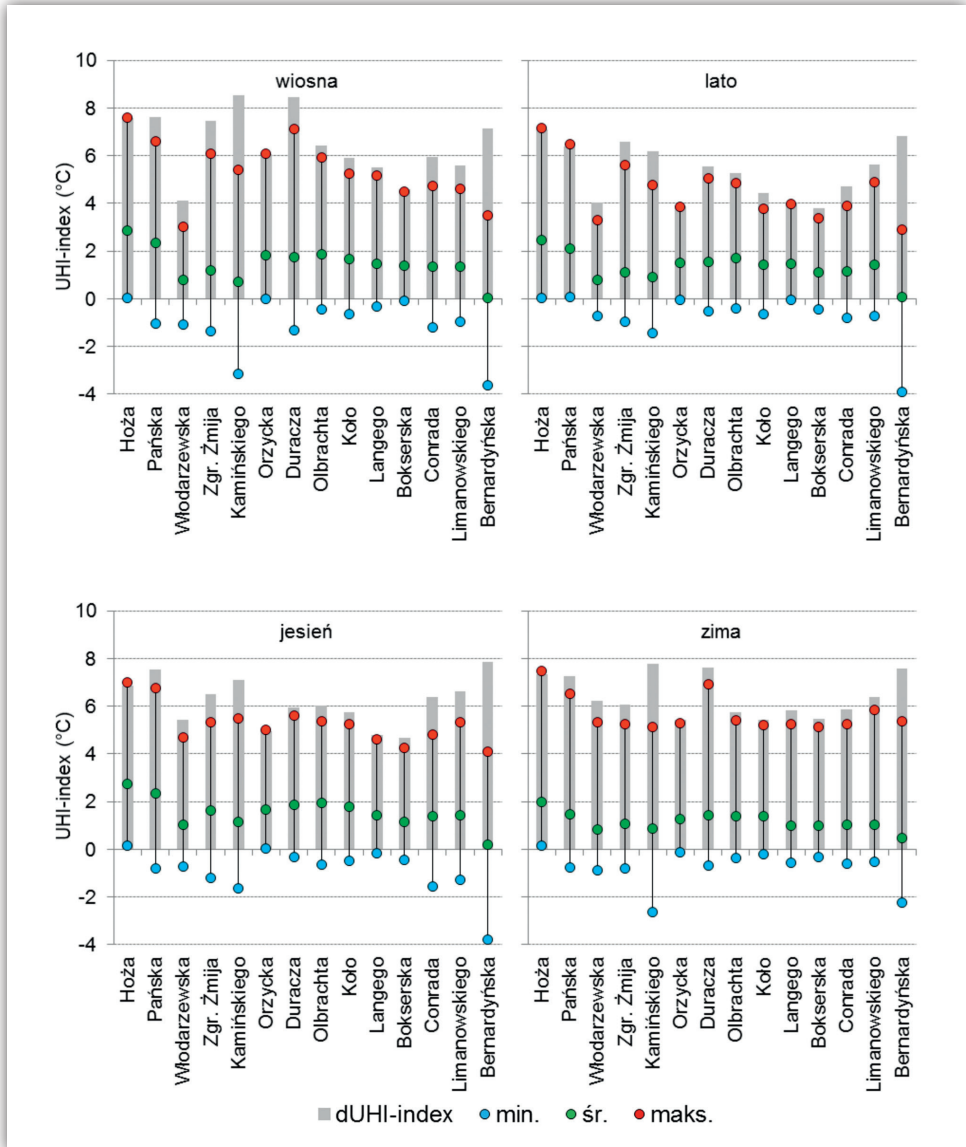 wiosna
lato
UHI-index (°C)
10
8
6
4
2
0
-2
-4
Hoża
Pańska
Włodarzewska
Zgr. Żmija
Kamińskiego
Orzycka
Duracza
Olbrachta
Koło
Langego
Bokserska
Conrada
Limanowskiego
Bernardyńska
Hoża
Pańska
Włodarzewska
Zgr. Żmija
Kamińskiego
Orzycka
Duracza
Olbrachta
Koło
Langego
Bokserska
Conrada
Limanowskiego
Bernardyńska
jesień
zima
UHI-index (°C)
10
8
6
4
2
0
-2
-4
Hoża
Pańska
Włodarzewska
Zgr. Żmija
Kamińskiego
Orzycka
Duracza
Olbrachta
Koło
Langego
Bokserska
Conrada
Limanowskiego
Bernardyńska
Hoża
Pańska
Włodarzewska
Zgr. Żmija
Kamińskiego
Orzycka
Duracza
Olbrachta
Koło
Langego
Bokserska
Conrada
Limanowskiego
Bernardyńska
dUHI-index min. śr. maks.